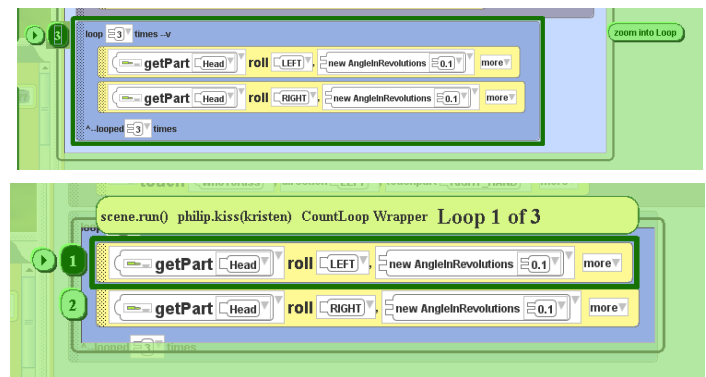 3 loop 3 times --v zoom into Loop
getPart Head roll LEFT , new AngleInRevolutions 0.1 more
getPart Head roll RIGHT , new AngleInRevolutions 0.1 more
^--looped 3 times
scene.run() philip.kiss(kristen) CountLoop Wrapper Loop 1 of 3
1 getPart Head roll LEFT , new AngleInRevolutions 0.1 more
2 getPart Head roll RIGHT , new AngleInRevolutions 0.1 more
^--looped 3 times